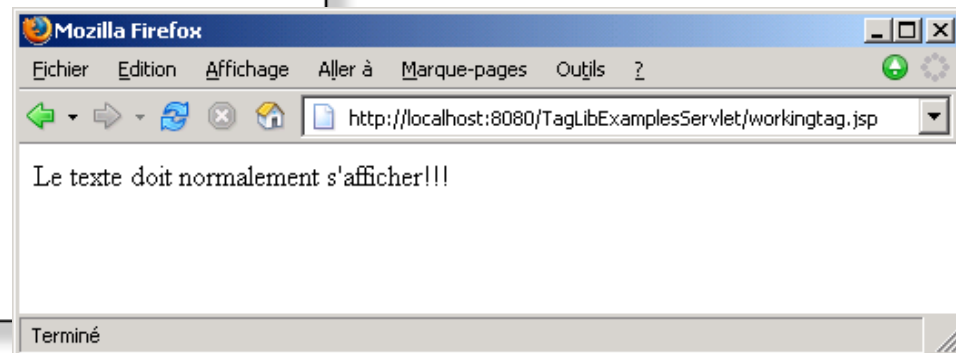 Mozilla Firefox
Fichier Edition Affichage Aller à Marque-pages Outils ?
http://localhost:8080/TagLibExamplesServlet/workingtag.jsp
Le texte doit normalement s'afficher!!!
Terminé